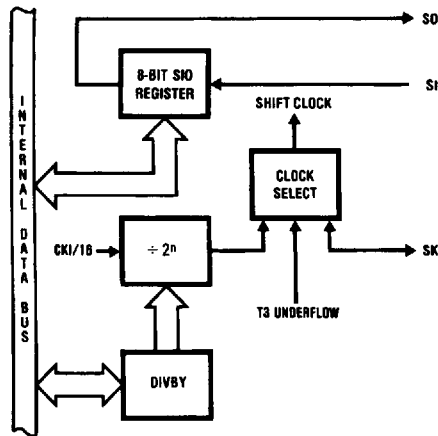 SO
8-BIT SIO
REGISTER
SI
SHIFT CLOCK
INTERNAL DATA BUS
CLOCK
SELECT
CKI/16
÷ 2ⁿ
SK
T3 UNDERFLOW
DIVBY